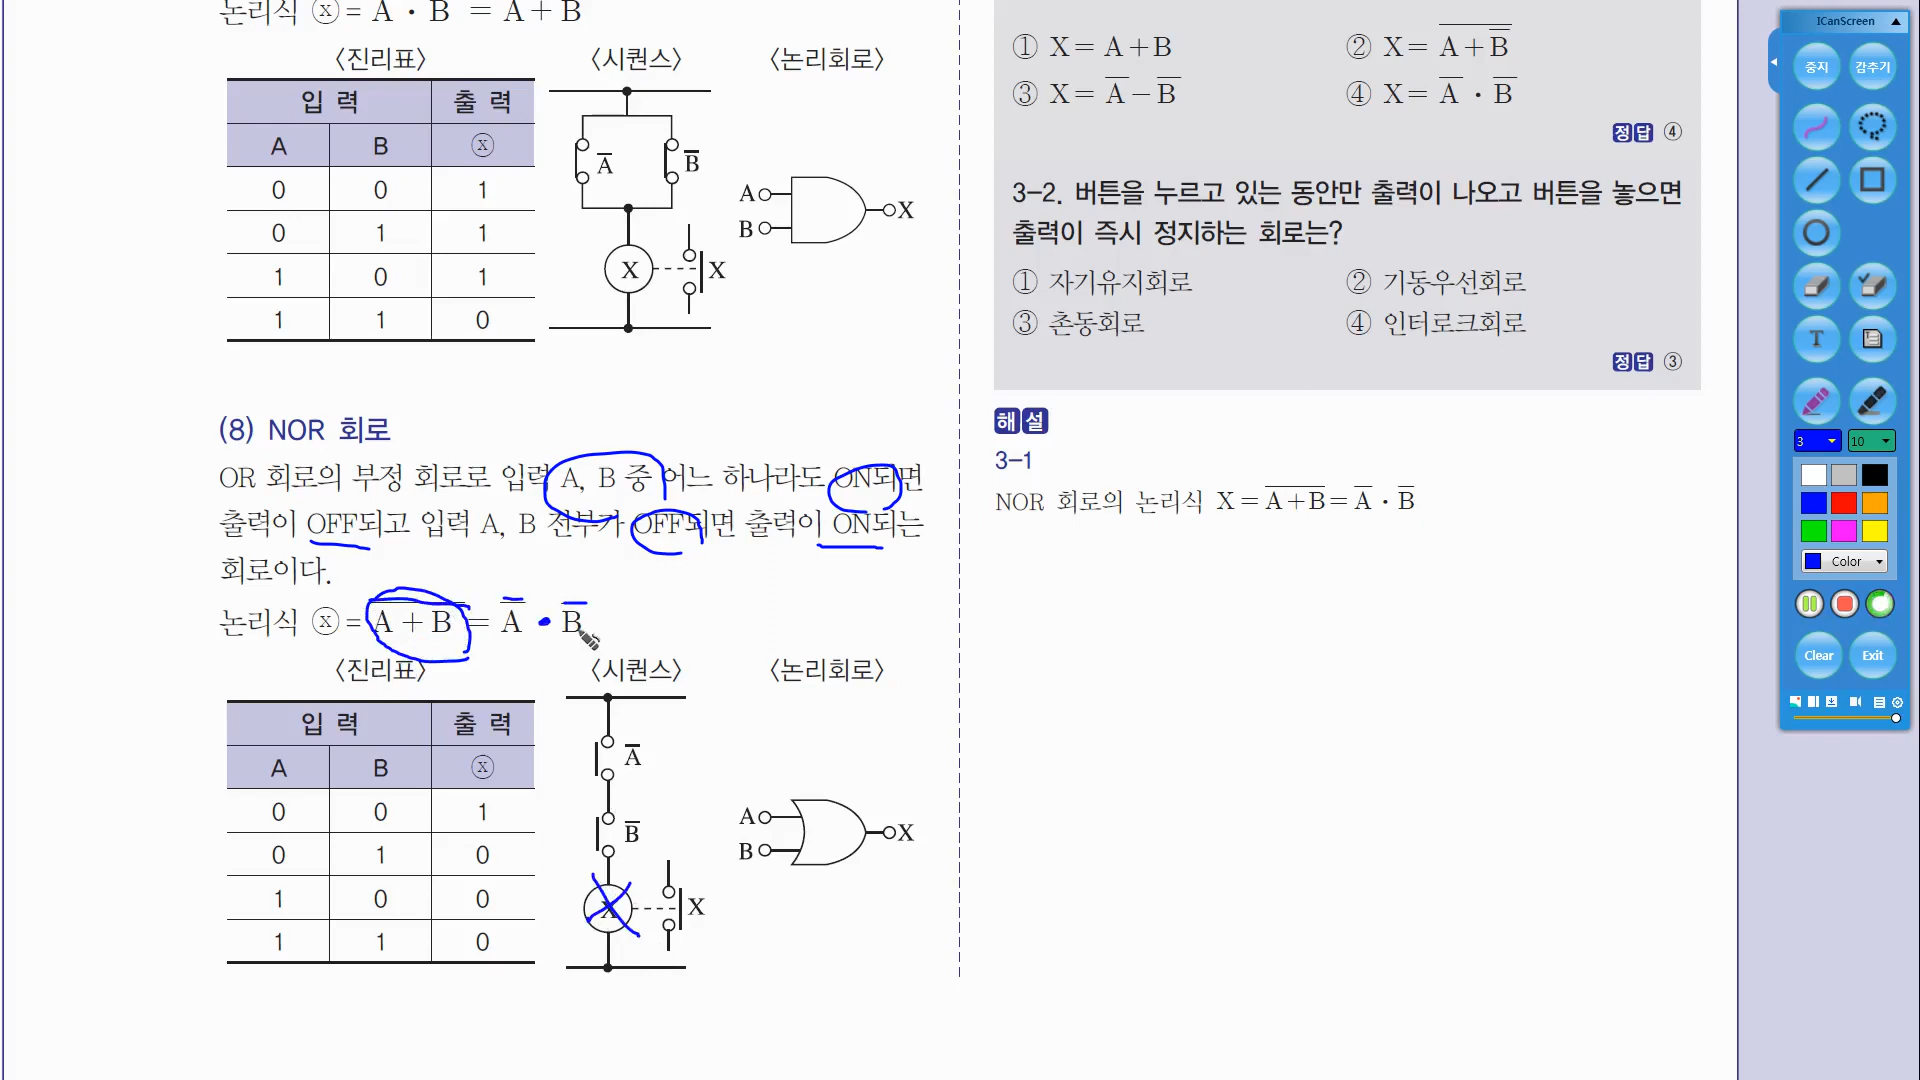 논리식 ⓧ = A · B = A + B
〈진리표〉 〈시퀀스〉 〈논리회로〉
입 력 출 력
A B ⓧ
0 0 1
0 1 1
1 0 1
1 1 0
A̅ B̅
X X
A
B
X
(8) NOR 회로
OR 회로의 부정 회로로 입력 A, B 중 어느 하나라도 ON되면
출력이 OFF되고 입력 A, B 전부가 OFF되면 출력이 ON되는
회로이다.
논리식 ⓧ = A̅ ̅+̅ ̅B̅ = A̅ · B̅
〈진리표〉 〈시퀀스〉 〈논리회로〉
입 력 출 력
A B ⓧ
0 0 1
0 1 0
1 0 0
1 1 0
A̅
B̅
X X
A
B
X
① X = A + B ② X = A̅ ̅+̅ ̅B̿
③ X = A̅ − B̅ ④ X = A̅ · B̅
정답 ④
3-2. 버튼을 누르고 있는 동안만 출력이 나오고 버튼을 놓으면
출력이 즉시 정지하는 회로는?
① 자기유지회로 ② 기동우선회로
③ 촌동회로 ④ 인터로크회로
정답 ③
해설
3-1
NOR 회로의 논리식 X = A̅ ̅+̅ ̅B̅ = A̅ · B̅
ICanScreen
중지 감추기
T
3 10
Color
Clear Exit